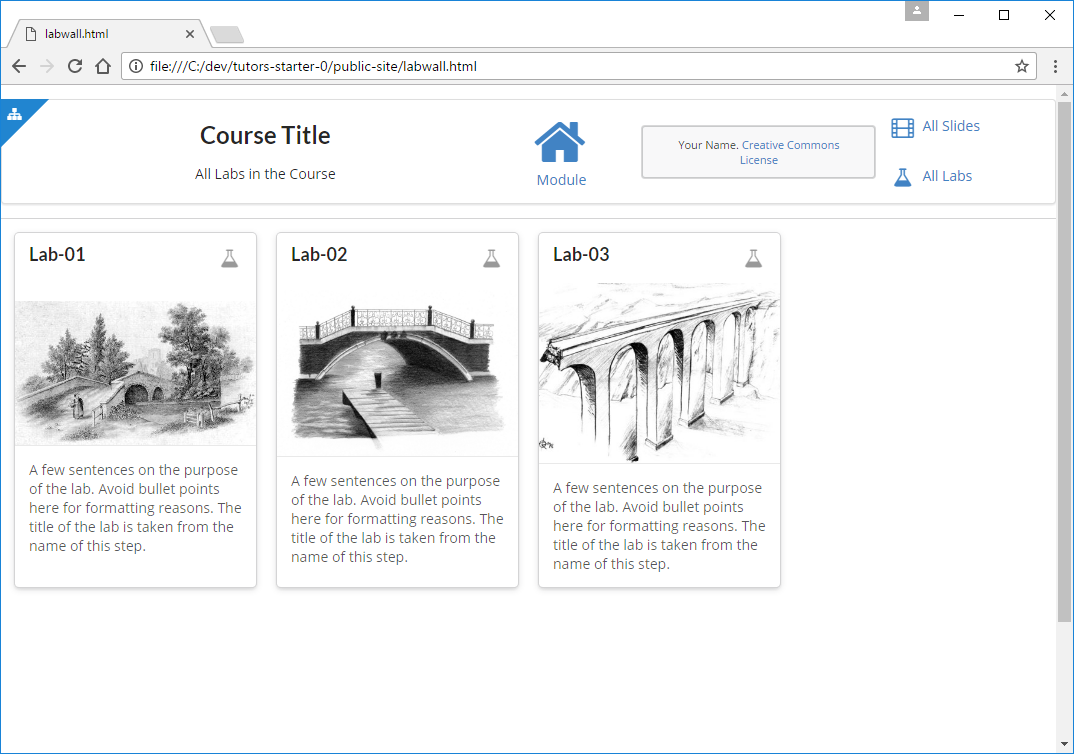 labwall.html
file:///C:/dev/tutors-starter-0/public-site/labwall.html
Course Title
All Labs in the Course
Module
Your Name. Creative Commons
License
All Slides
All Labs
Lab-01
A few sentences on the purpose
of the lab. Avoid bullet points
here for formatting reasons. The
title of the lab is taken from the
name of this step.
Lab-02
A few sentences on the purpose
of the lab. Avoid bullet points
here for formatting reasons. The
title of the lab is taken from the
name of this step.
Lab-03
A few sentences on the purpose
of the lab. Avoid bullet points
here for formatting reasons. The
title of the lab is taken from the
name of this step.